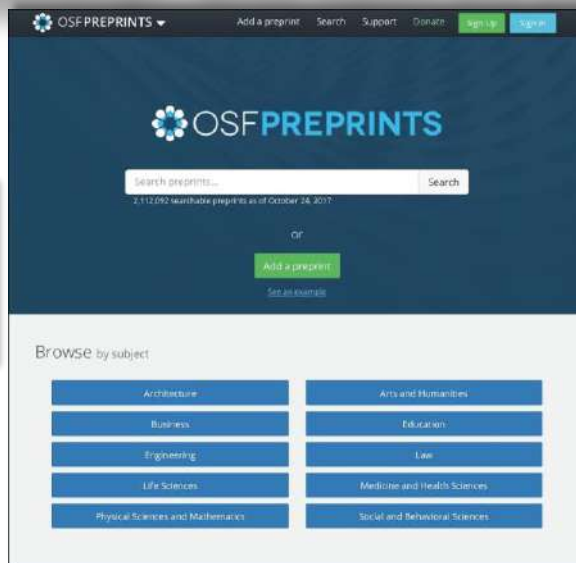 OSFPREPRINTS Add a preprint Search Support Donate Sign Up Sign In
OSFPREPRINTS
Search preprints... Search
2,112,092 searchable preprints as of October 24, 2017
or
Add a preprint
See an example
Browse by subject
Architecture Arts and Humanities
Business Education
Engineering Law
Life Sciences Medicine and Health Sciences
Physical Sciences and Mathematics Social and Behavioral Sciences